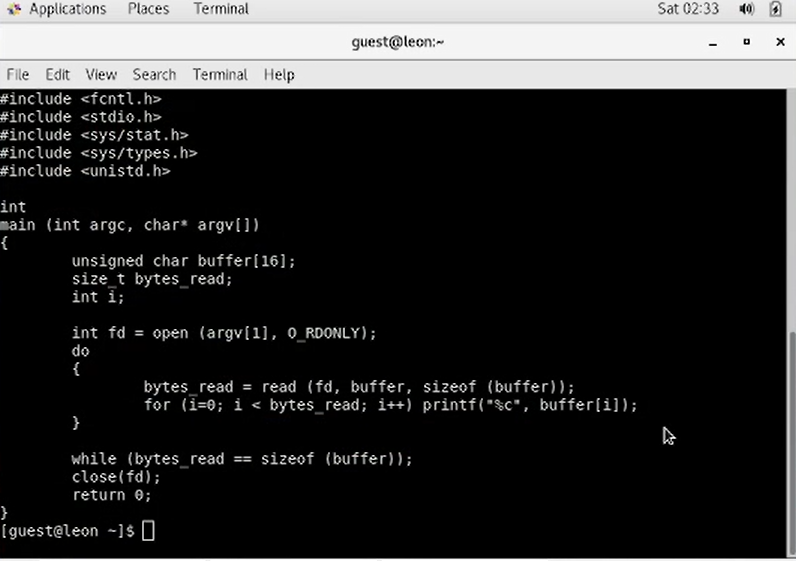 Applications Places Terminal Sat 02:33
guest@leon:~
File Edit View Search Terminal Help
#include <fcntl.h>
#include <stdio.h>
#include <sys/stat.h>
#include <sys/types.h>
#include <unistd.h>
int
main (int argc, char* argv[])
{
unsigned char buffer[16];
size_t bytes_read;
int i;
int fd = open (argv[1], O_RDONLY);
do
{
bytes_read = read (fd, buffer, sizeof (buffer));
for (i=0; i < bytes_read; i++) printf("%c", buffer[i]);
}
while (bytes_read == sizeof (buffer));
close(fd);
return 0;
}
[guest@leon ~]$